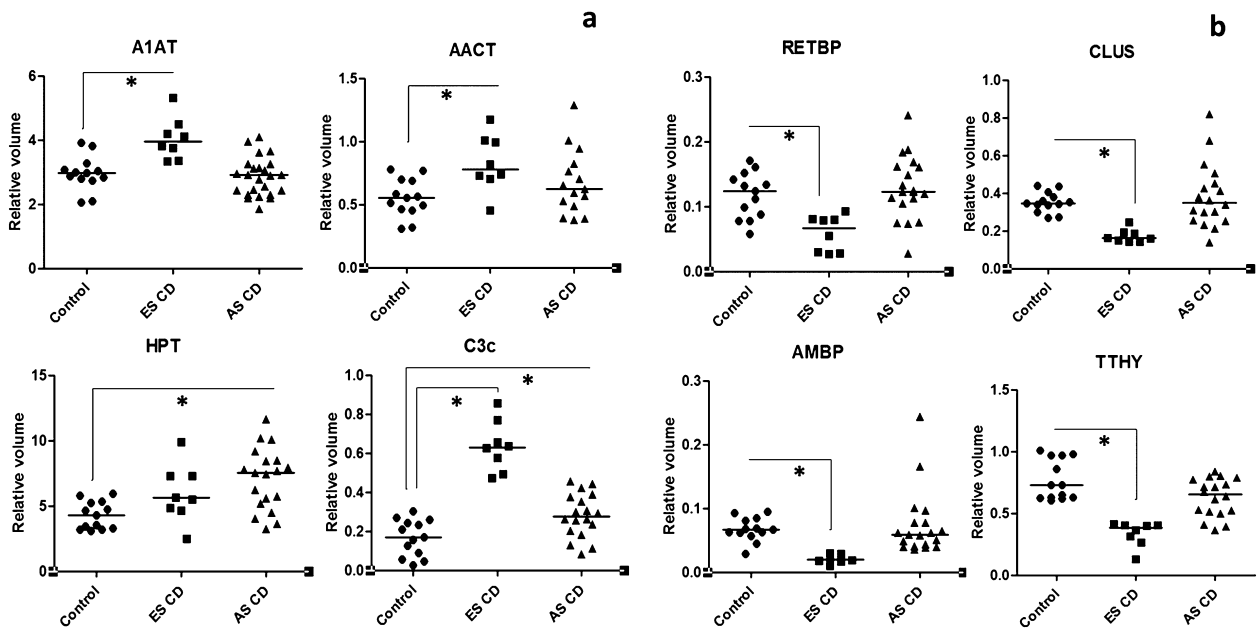 a
A1AT
Relative volume
6
4
2
0
*
Control
ES CD
AS CD
AACT
Relative volume
1.5
1.0
0.5
0.0
*
Control
ES CD
AS CD
HPT
Relative volume
15
10
5
0
*
Control
ES CD
AS CD
C3c
Relative volume
1.0
0.8
0.6
0.4
0.2
0.0
*
*
Control
ES CD
AS CD
b
RETBP
Relative volume
0.3
0.2
0.1
0.0
*
Control
ES CD
AS CD
CLUS
Relative volume
1.0
0.8
0.6
0.4
0.2
0.0
*
Control
ES CD
AS CD
AMBP
Relative volume
0.3
0.2
0.1
0.0
*
Control
ES CD
AS CD
TTHY
Relative volume
1.5
1.0
0.5
0.0
*
Control
ES CD
AS CD